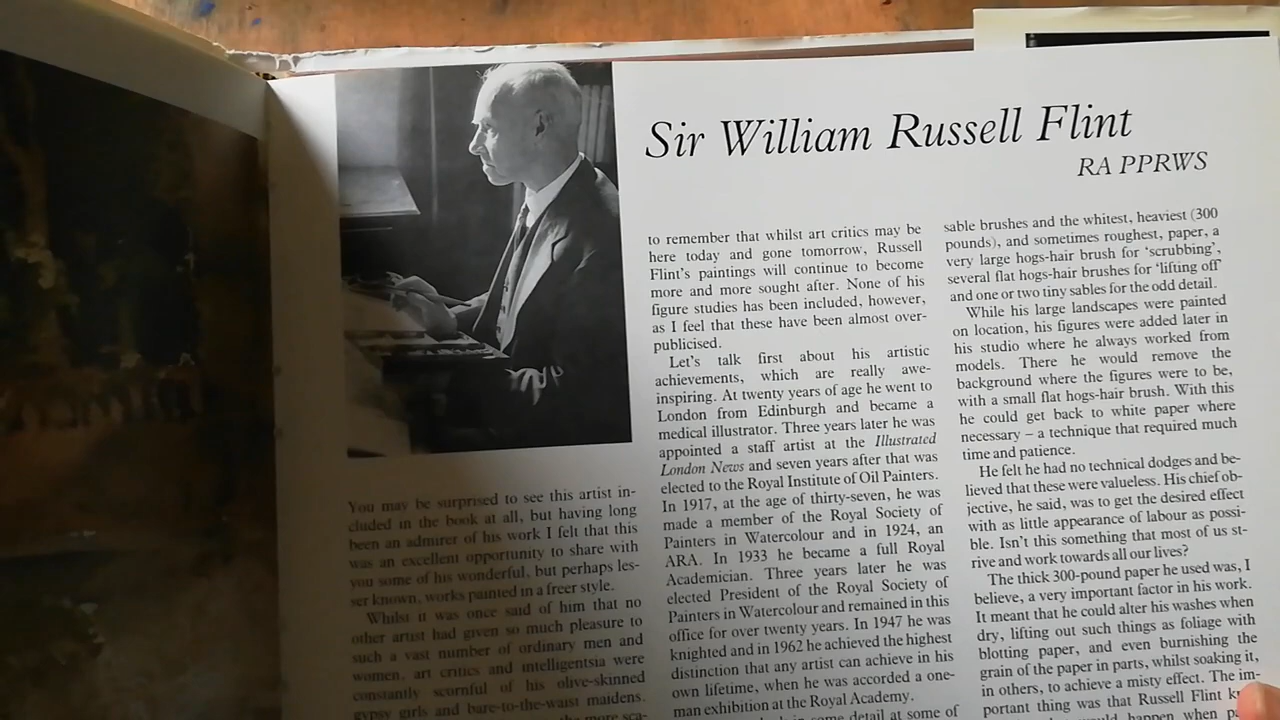 Sir William Russell Flint
RA PPRWS
You may be surprised to see this artist in-
cluded in the book at all, but having long
been an admirer of his work I felt that this
was an excellent opportunity to share with
you some of his wonderful, but perhaps les-
ser known, works painted in a freer style.
Whilst it was once said of him that no
other artist had given so much pleasure to
such a vast number of ordinary men and
women, art critics and intelligentsia were
constantly scornful of his olive-skinned
gypsy girls and bare-to-the-waist maidens.
the more sca-
to remember that whilst art critics may be
here today and gone tomorrow, Russell
Flint's paintings will continue to become
more and more sought after. None of his
figure studies has been included, however,
as I feel that these have been almost over-
publicised.
Let's talk first about his artistic
achievements, which are really awe-
inspiring. At twenty years of age he went to
London from Edinburgh and became a
medical illustrator. Three years later he was
appointed a staff artist at the Illustrated
London News and seven years after that was
elected to the Royal Institute of Oil Painters.
In 1917, at the age of thirty-seven, he was
made a member of the Royal Society of
Painters in Watercolour and in 1924, an
ARA. In 1933 he became a full Royal
Academician. Three years later he was
elected President of the Royal Society of
Painters in Watercolour and remained in this
office for over twenty years. In 1947 he was
knighted and in 1962 he achieved the highest
distinction that any artist can achieve in his
own lifetime, when he was accorded a one-
man exhibition at the Royal Academy.
in some detail at some of
sable brushes and the whitest, heaviest (300
pounds), and sometimes roughest, paper, a
very large hogs-hair brush for 'scrubbing',
several flat hogs-hair brushes for 'lifting off'
and one or two tiny sables for the odd detail.
While his large landscapes were painted
on location, his figures were added later in
his studio where he always worked from
models. There he would remove the
background where the figures were to be,
with a small flat hogs-hair brush. With this
he could get back to white paper where
necessary – a technique that required much
time and patience.
He felt he had no technical dodges and be-
lieved that these were valueless. His chief ob-
jective, he said, was to get the desired effect
with as little appearance of labour as possi-
ble. Isn't this something that most of us st-
rive and work towards all our lives?
The thick 300-pound paper he used was, I
believe, a very important factor in his work.
It meant that he could alter his washes when
dry, lifting out such things as foliage with
blotting paper, and even burnishing the
grain of the paper in parts, whilst soaking it,
in others, to achieve a misty effect. The im-
portant thing was that Russell Flint
happen when